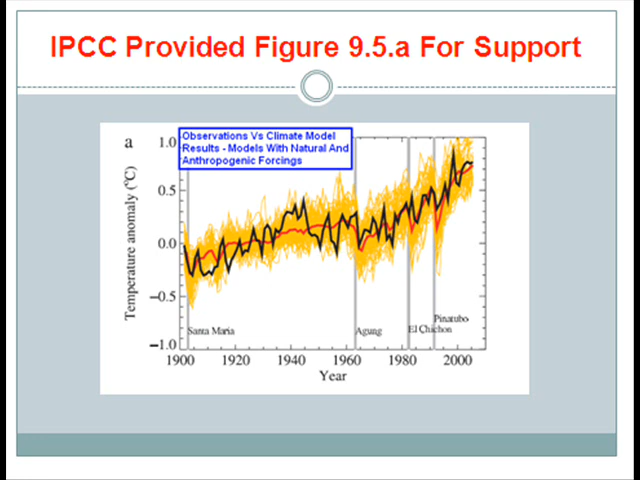 IPCC Provided Figure 9.5.a For Support
a
Observations Vs Climate Model
Results - Models With Natural And
Anthropogenic Forcings
1.0
0.5
0.0
−0.5
−1.0
Temperature anomaly (°C)
Santa Maria
Agung
El Chichon
Pinatubo
1900 1920 1940 1960 1980 2000
Year